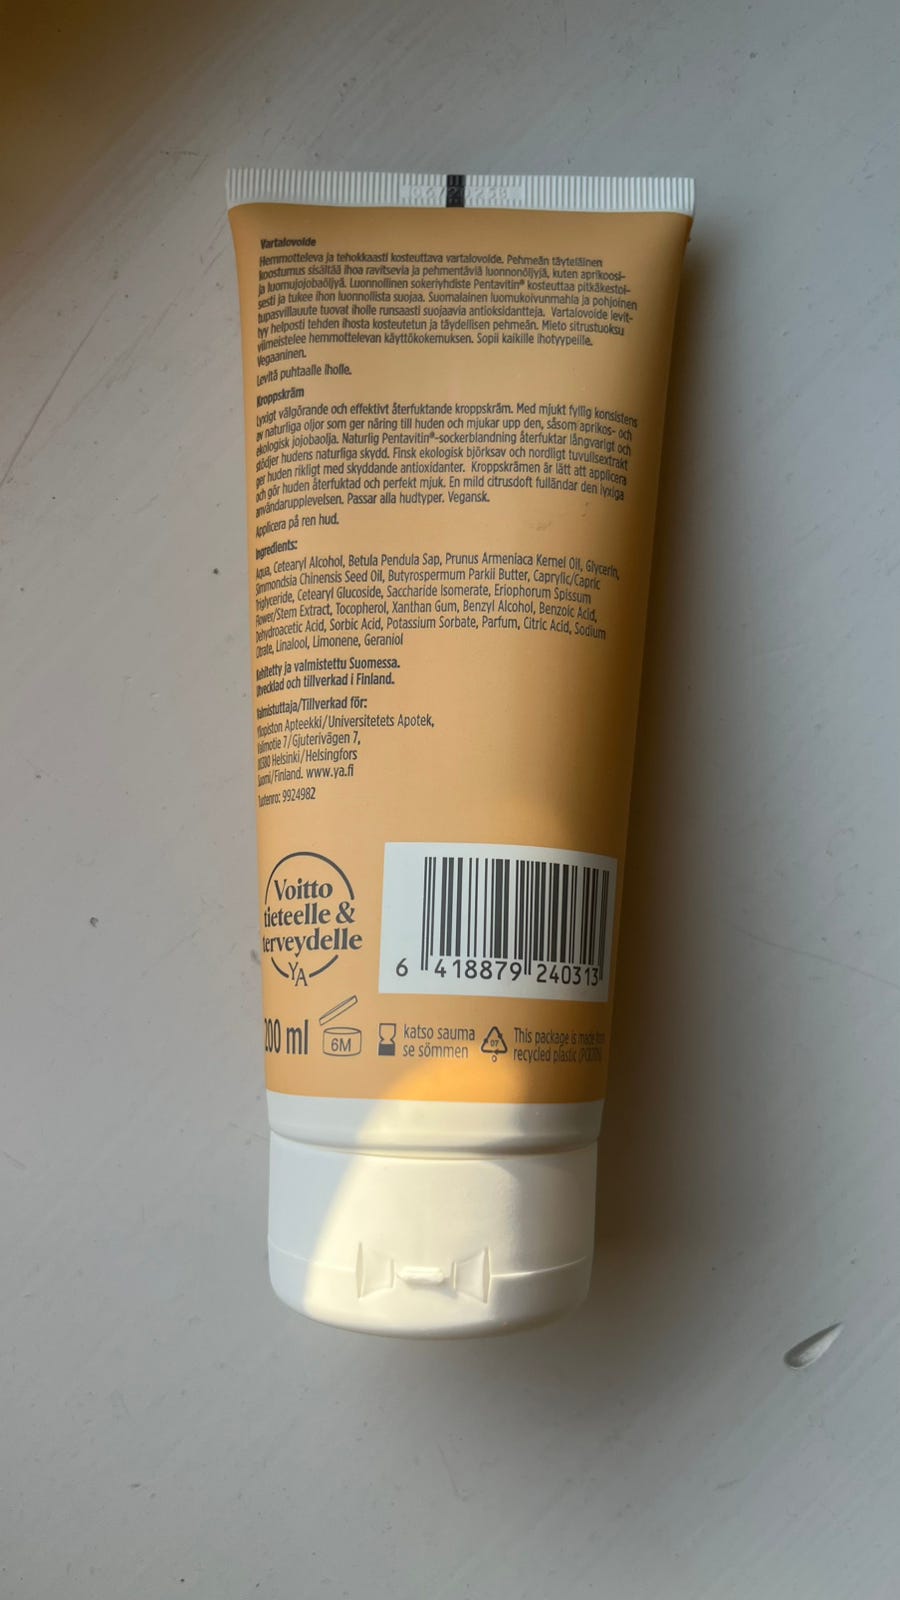 Vartalovoide
Hemmotteleva ja tehokkaasti kosteuttava vartalovoide. Pehmeän täyteläinen
koostumus sisältää ihoa ravitsevia ja pehmentäviä luonnonöljyjä, kuten aprikoosi-
ja luomujojobaöljyä. Luonnollinen sokeriyhdiste Pentavitin® kosteuttaa pitkäkestoi-
sesti ja tukee ihon luonnollista suojaa. Suomalainen luomukoivunmahla ja pohjoinen
tupasvillauute tuovat iholle runsaasti suojaavia antioksidantteja. Vartalovoide levit-
tyy helposti tehden ihosta kosteutetun ja täydellisen pehmeän. Mieto sitrustuoksu
viimeistelee hemmottelevan käyttökokemuksen. Sopii kaikille ihotyypeille.
Vegaaninen.
Levitä puhtaalle iholle.
Kroppskräm
Lyxigt välgörande och effektivt återfuktande kroppskräm. Med mjukt fyllig konsistens
av naturliga oljor som ger näring till huden och mjukar upp den, såsom aprikos- och
ekologisk jojobaolja. Naturlig Pentavitin®-sockerblandning återfuktar långvarigt och
stödjer hudens naturliga skydd. Finsk ekologisk björksav och nordligt tuvullsextrakt
ger huden rikligt med skyddande antioxidanter. Kroppskrämen är lätt att applicera
och gör huden återfuktad och perfekt mjuk. En mild citrusdoft fulländar den lyxiga
användarupplevelsen. Passar alla hudtyper. Vegansk.
Applicera på ren hud.
Ingredients:
Aqua, Cetearyl Alcohol, Betula Pendula Sap, Prunus Armeniaca Kernel Oil, Glycerin,
Simmondsia Chinensis Seed Oil, Butyrospermum Parkii Butter, Caprylic/Capric
Triglyceride, Cetearyl Glucoside, Saccharide Isomerate, Eriophorum Spissum
Flower/Stem Extract, Tocopherol, Xanthan Gum, Benzyl Alcohol, Benzoic Acid,
Dehydroacetic Acid, Sorbic Acid, Potassium Sorbate, Parfum, Citric Acid, Sodium
Citrate, Linalool, Limonene, Geraniol
Kehitetty ja valmistettu Suomessa.
Utvecklad och tillverkad i Finland.
Valmistuttaja/Tillverkad för:
Yliopiston Apteekki/Universitetets Apotek,
Valimotie 7/Gjuterivägen 7,
00380 Helsinki/Helsingfors
Suomi/Finland. www.ya.fi
Tuotenro: 9924982
Voitto
tieteelle &
terveydelle
YA
6 418879 240313
200 ml
6M
katso sauma
se sömmen
07
This package is made from
recycled plastic